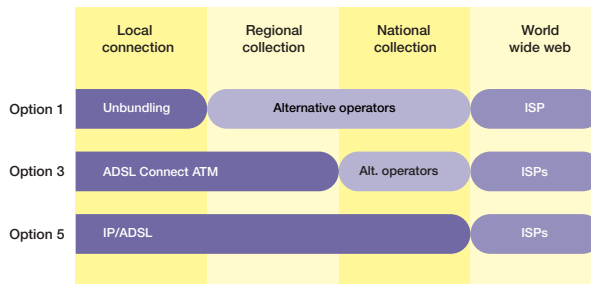 Local connection
Regional collection
National collection
World wide web
Option 1
Unbundling
Alternative operators
ISP
Option 3
ADSL Connect ATM
Alt. operators
ISPs
Option 5
IP/ADSL
ISPs